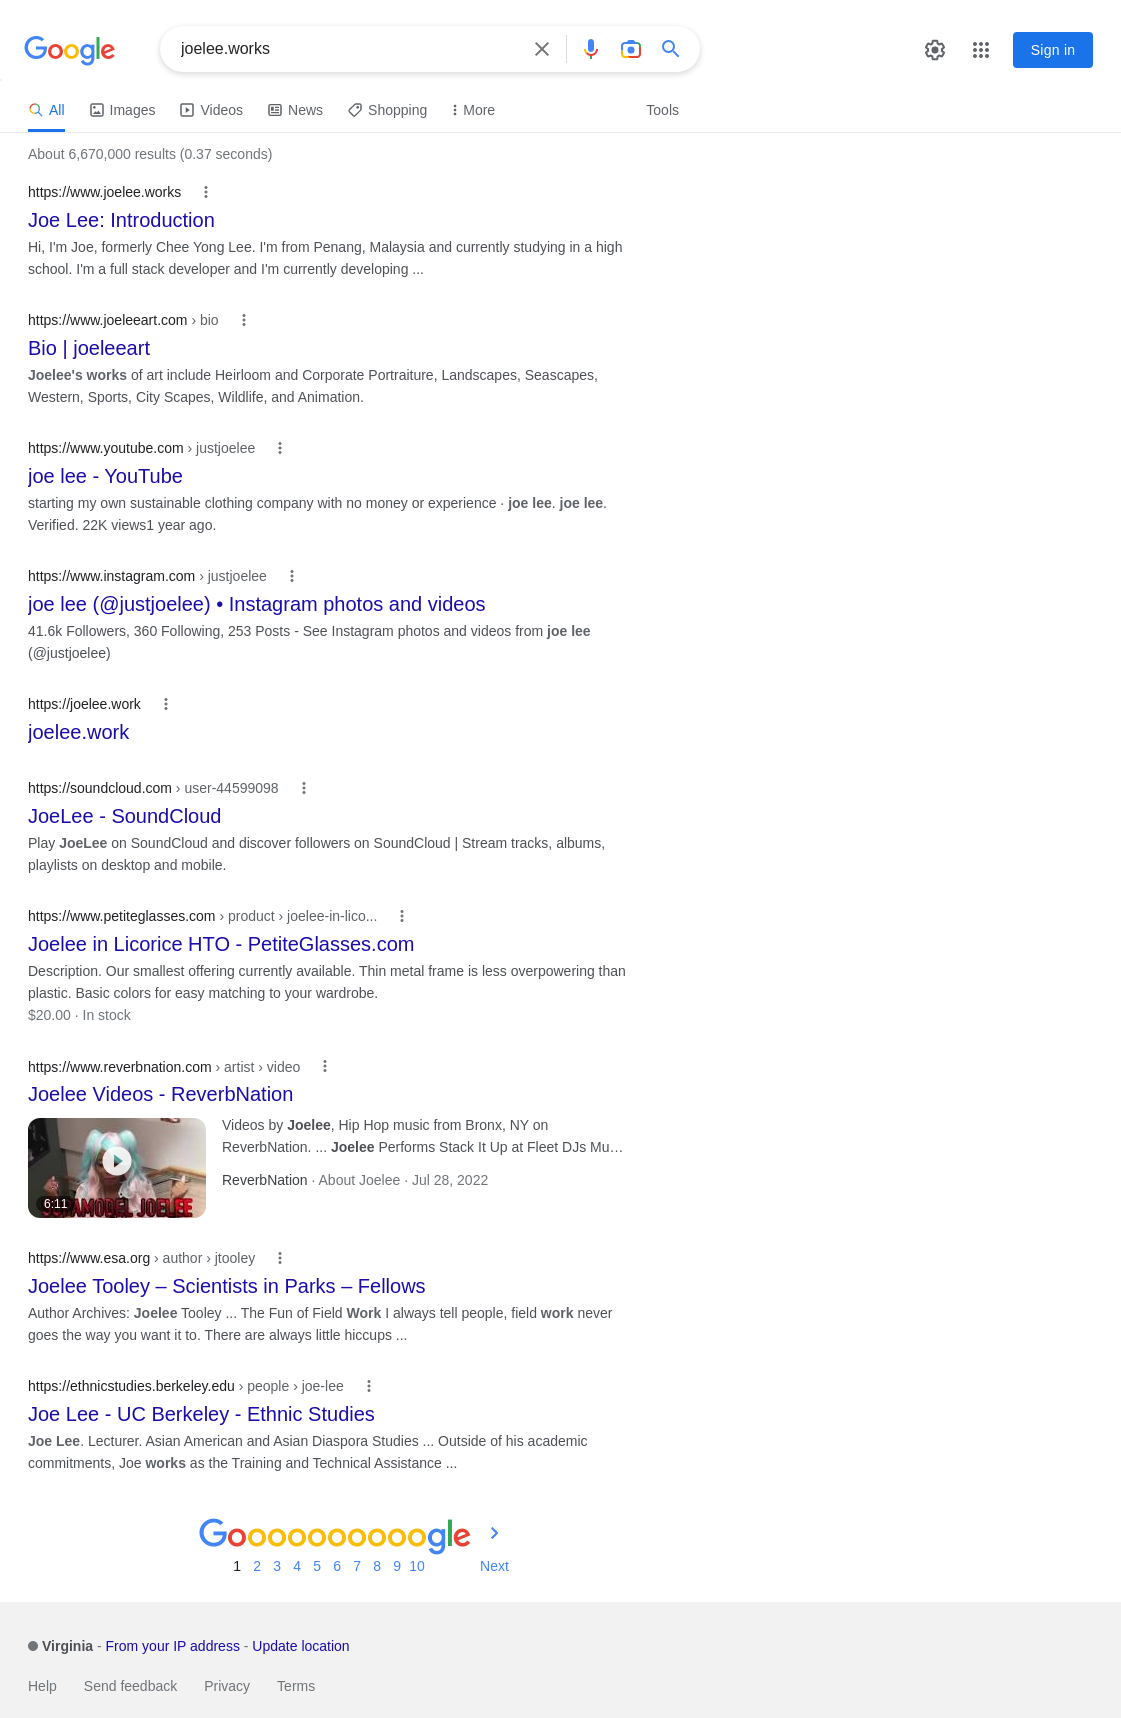 Google
joelee.works
Sign in
All
Images
Videos
News
Shopping
More
Tools
About 6,670,000 results (0.37 seconds)
https://www.joelee.works
Joe Lee: Introduction
Hi, I'm Joe, formerly Chee Yong Lee. I'm from Penang, Malaysia and currently studying in a high
school. I'm a full stack developer and I'm currently developing ...
https://www.joeleeart.com › bio
Bio | joeleeart
Joelee's works of art include Heirloom and Corporate Portraiture, Landscapes, Seascapes,
Western, Sports, City Scapes, Wildlife, and Animation.
https://www.youtube.com › justjoelee
joe lee - YouTube
starting my own sustainable clothing company with no money or experience · joe lee. joe lee.
Verified. 22K views1 year ago.
https://www.instagram.com › justjoelee
joe lee (@justjoelee) • Instagram photos and videos
41.6k Followers, 360 Following, 253 Posts - See Instagram photos and videos from joe lee
(@justjoelee)
https://joelee.work
joelee.work
https://soundcloud.com › user-44599098
JoeLee - SoundCloud
Play JoeLee on SoundCloud and discover followers on SoundCloud | Stream tracks, albums,
playlists on desktop and mobile.
https://www.petiteglasses.com › product › joelee-in-lico...
Joelee in Licorice HTO - PetiteGlasses.com
Description. Our smallest offering currently available. Thin metal frame is less overpowering than
plastic. Basic colors for easy matching to your wardrobe.
$20.00 · In stock
https://www.reverbnation.com › artist › video
Joelee Videos - ReverbNation
Videos by Joelee, Hip Hop music from Bronx, NY on
ReverbNation. ... Joelee Performs Stack It Up at Fleet DJs Mu…
ReverbNation · About Joelee · Jul 28, 2022
6:11
JOELEE
https://www.esa.org › author › jtooley
Joelee Tooley – Scientists in Parks – Fellows
Author Archives: Joelee Tooley ... The Fun of Field Work I always tell people, field work never
goes the way you want it to. There are always little hiccups ...
https://ethnicstudies.berkeley.edu › people › joe-lee
Joe Lee - UC Berkeley - Ethnic Studies
Joe Lee. Lecturer. Asian American and Asian Diaspora Studies ... Outside of his academic
commitments, Joe works as the Training and Technical Assistance ...
Goooooooooogle
1 2 3 4 5 6 7 8 9 10 Next
Virginia - From your IP address - Update location
Help Send feedback Privacy Terms